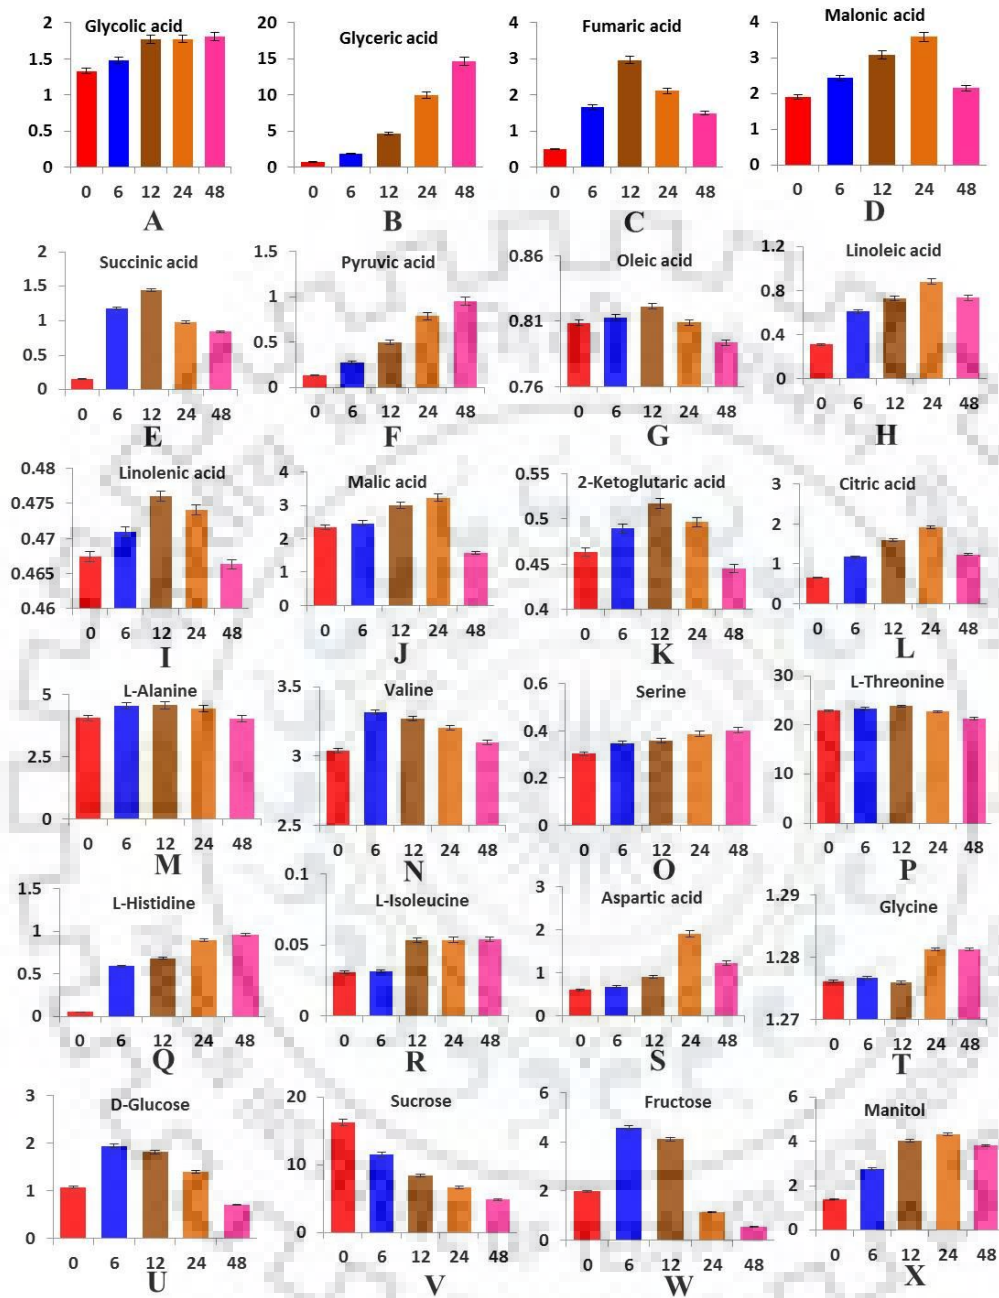 Glycolic acid
2
1.5
1
0.5
0
0 6 12 24 48
A
Glyceric acid
20
15
10
5
0
0 6 12 24 48
B
Fumaric acid
4
3
2
1
0
0 6 12 24 48
C
Malonic acid
4
3
2
1
0
0 6 12 24 48
D
Succinic acid
2
1.5
1
0.5
0
0 6 12 24 48
E
Pyruvic acid
1.5
1
0.5
0
0 6 12 24 48
F
Oleic acid
0.86
0.81
0.76
0 6 12 24 48
G
Linoleic acid
1.2
0.8
0.4
0
0 6 12 24 48
H
Linolenic acid
0.48
0.475
0.47
0.465
0.46
0 6 12 24 48
I
Malic acid
4
3
2
1
0
0 6 12 24 48
J
2-Ketoglutaric acid
0.55
0.5
0.45
0.4
0 6 12 24 48
K
Citric acid
3
2
1
0
0 6 12 24 48
L
L-Alanine
5
2.5
0
0 6 12 24 48
M
Valine
3.5
3
2.5
0 6 12 24 48
N
Serine
0.6
0.4
0.2
0
0 6 12 24 48
O
L-Threonine
30
20
10
0
0 6 12 24 48
P
L-Histidine
1.5
1
0.5
0
0 6 12 24 48
Q
L-Isoleucine
0.1
0.05
0
0 6 12 24 48
R
Aspartic acid
3
2
1
0
0 6 12 24 48
S
Glycine
1.29
1.28
1.27
0 6 12 24 48
T
D-Glucose
3
2
1
0
0 6 12 24 48
U
Sucrose
20
10
0
0 6 12 24 48
V
Fructose
6
4
2
0
0 6 12 24 48
W
Manitol
6
4
2
0
0 6 12 24 48
X